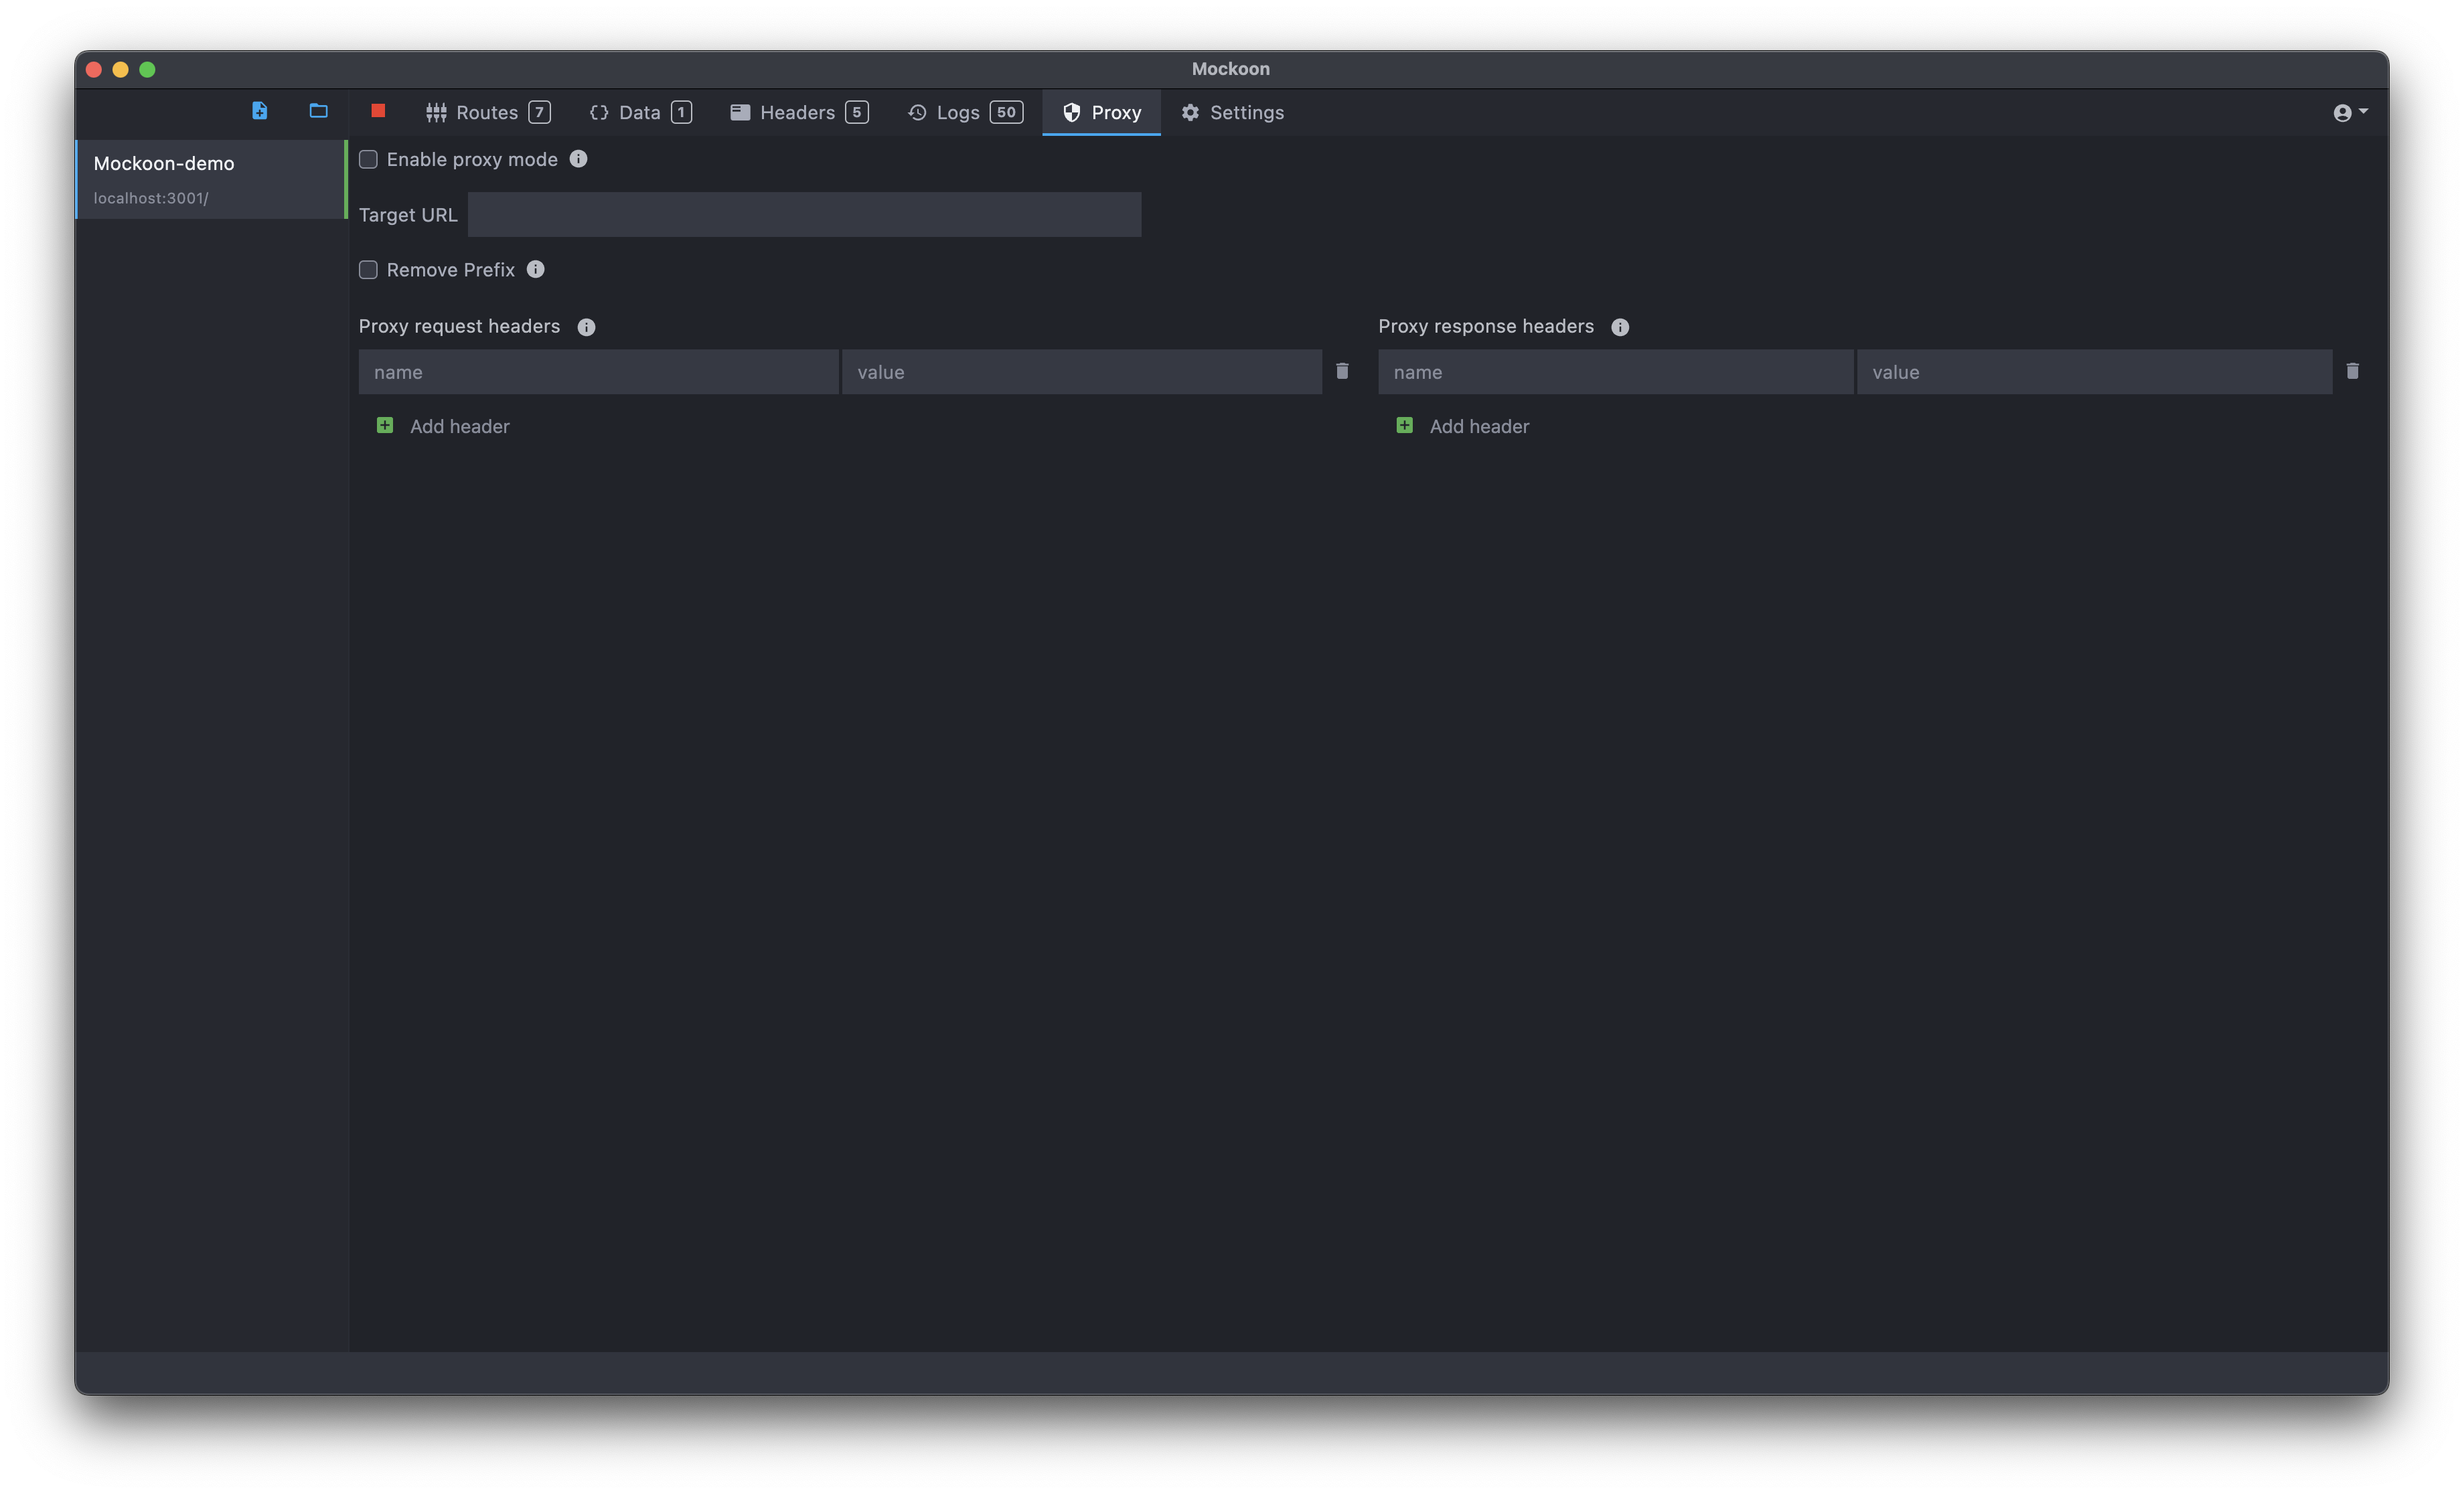 Mockoon
Routes 7 Data 1 Headers 5 Logs 50 Proxy Settings
Mockoon-demo
localhost:3001/
Enable proxy mode
Target URL
Remove Prefix
Proxy request headers
name value
Add header
Proxy response headers
name value
Add header